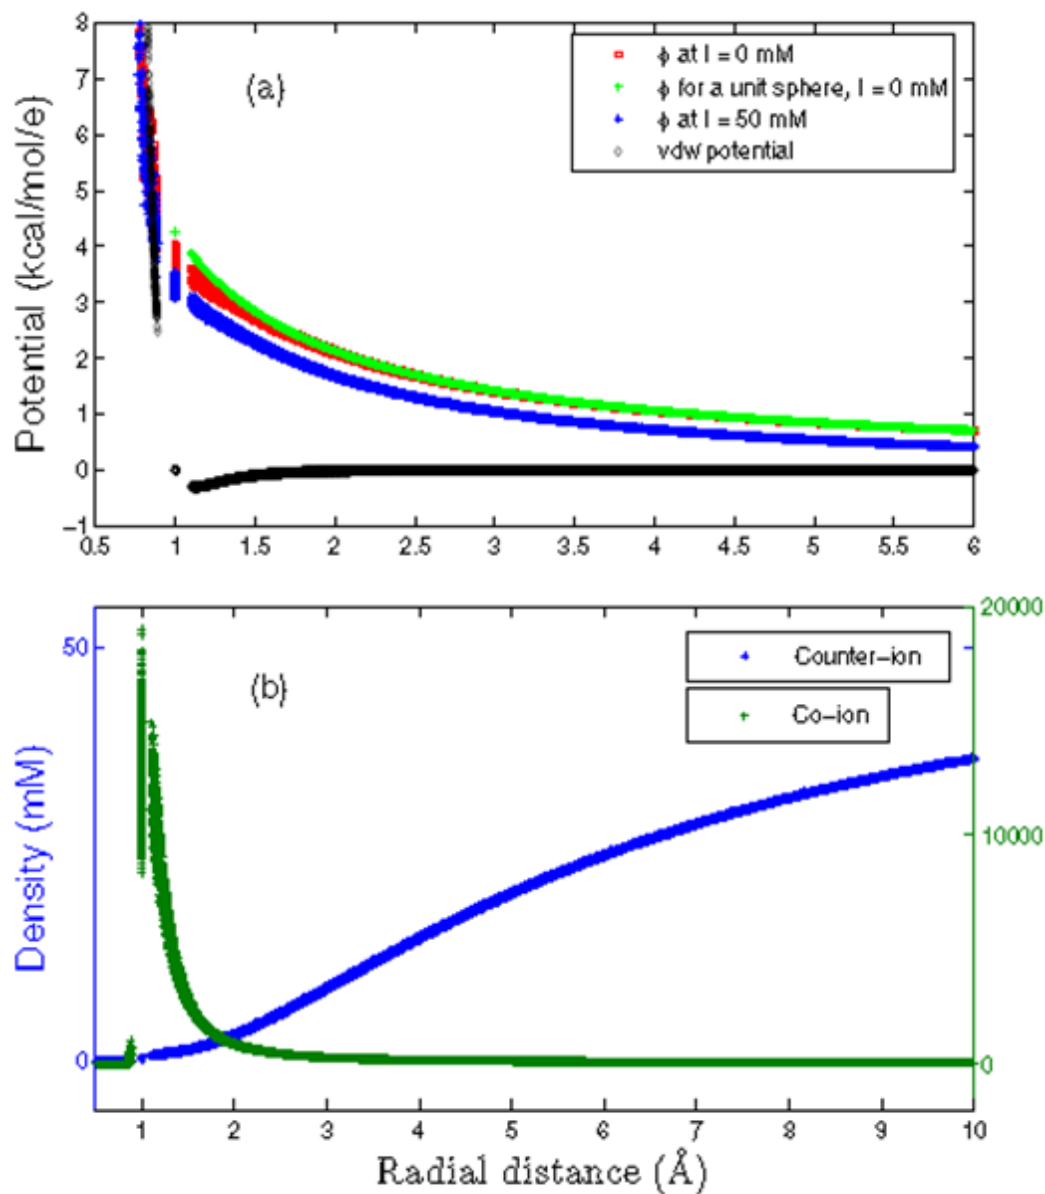 8
7
6
5
4
3
2
1
0
−1
Potential (kcal/mol/e)
(a)
ϕ at I = 0 mM
ϕ for a unit sphere, I = 0 mM
ϕ at I = 50 mM
vdw potential
0.5 1 1.5 2 2.5 3 3.5 4 4.5 5 5.5 6
50
0
Density (mM)
(b)
Counter−ion
Co−ion
20000
10000
0
1 2 3 4 5 6 7 8 9 10
Radial distance (Å)